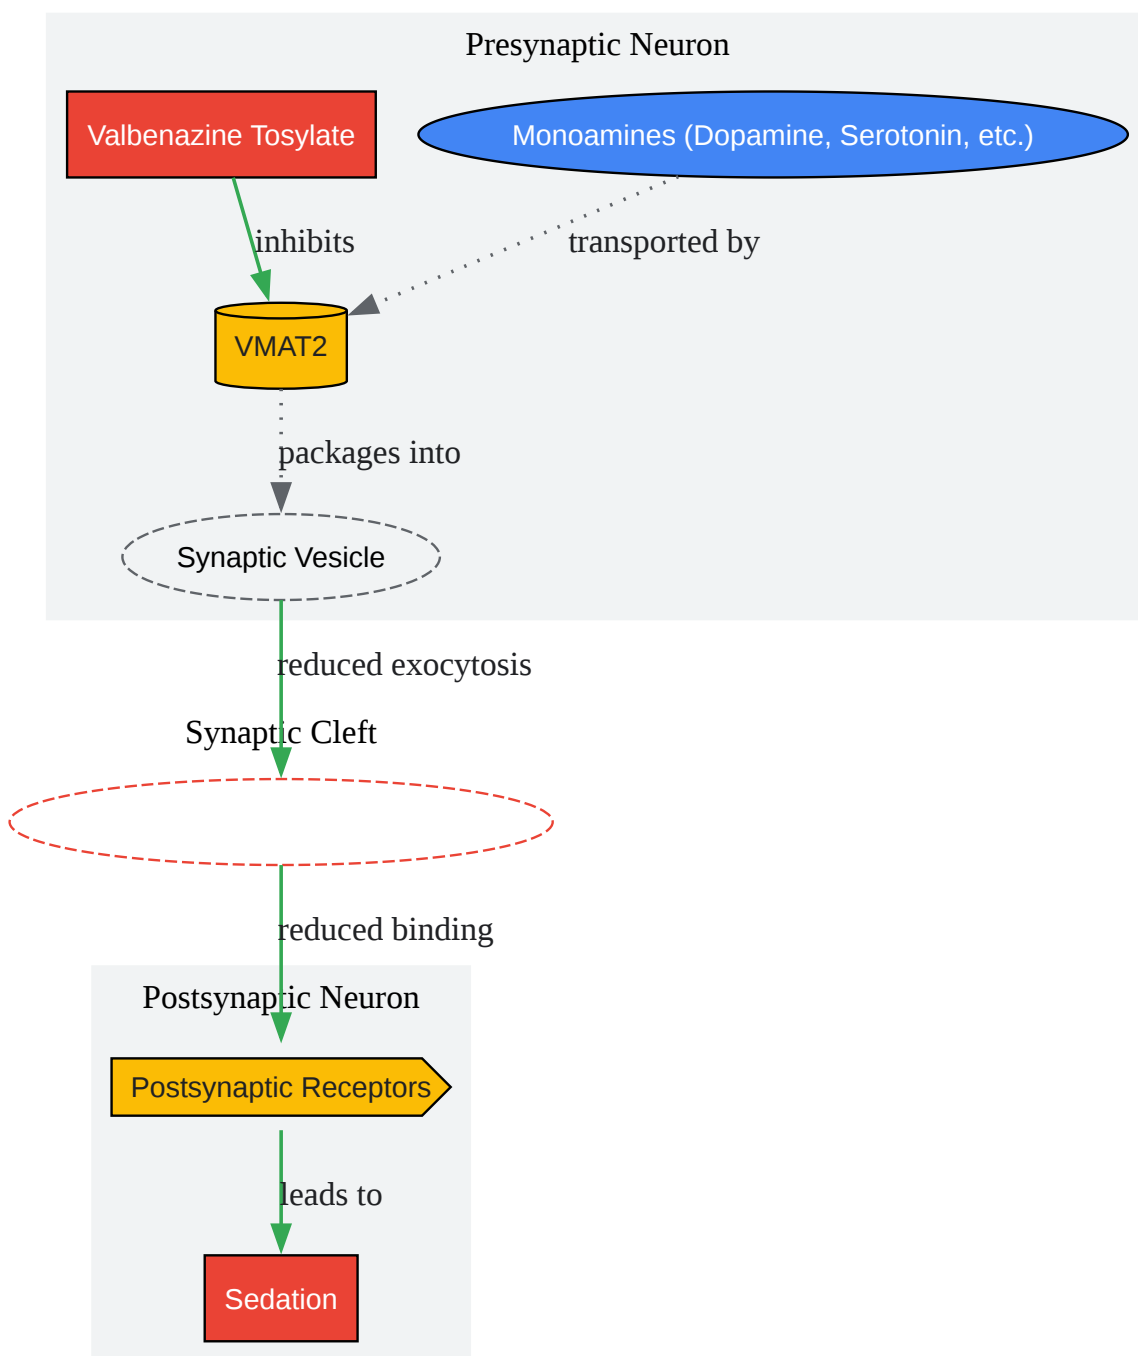 Presynaptic Neuron
Valbenazine Tosylate
Monoamines (Dopamine, Serotonin, etc.)
inhibits
transported by
VMAT2
packages into
Synaptic Vesicle
reduced exocytosis
Synaptic Cleft
reduced binding
Postsynaptic Neuron
Postsynaptic Receptors
leads to
Sedation